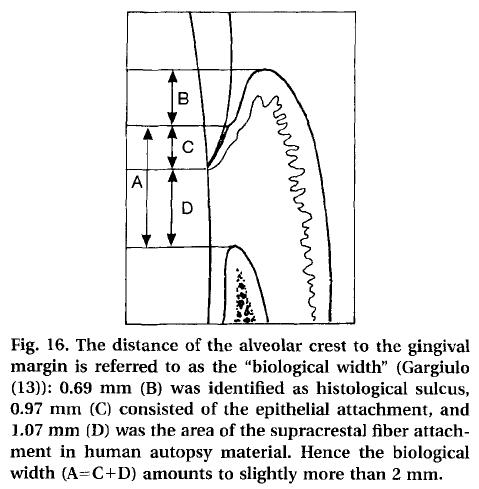 B
C
A
D
Fig. 16. The distance of the alveolar crest to the gingival
margin is referred to as the “biological width” (Gargiulo
(13)): 0.69 mm (B) was identified as histological sulcus,
0.97 mm (C) consisted of the epithelial attachment, and
1.07 mm (D) was the area of the supracrestal fiber attach-
ment in human autopsy material. Hence the biological
width (A=C+D) amounts to slightly more than 2 mm.